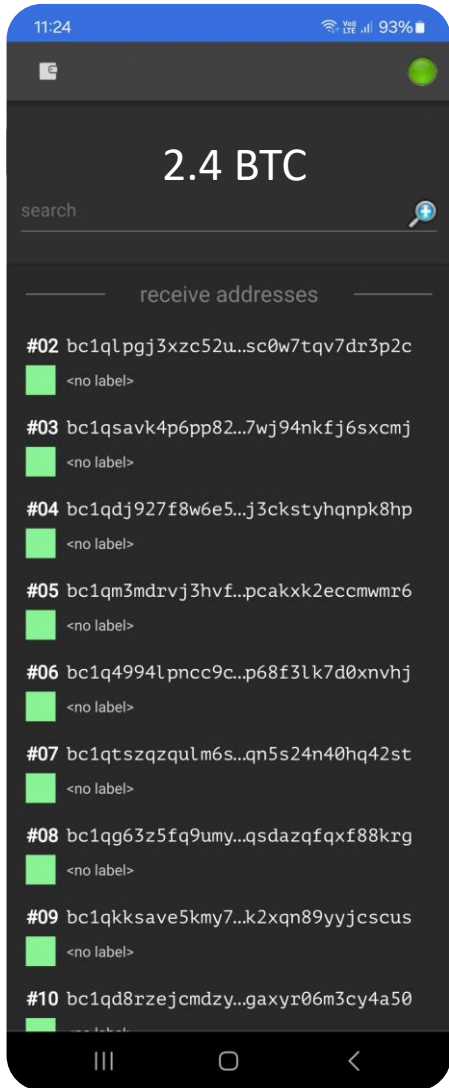 11:24 Vo) LTE 93%
2.4 BTC
search
receive addresses
#02 bc1qlpgj3xzc52u…sc0w7tqv7dr3p2c
<no label>
#03 bc1qsavk4p6pp82…7wj94nkfj6sxcmj
<no label>
#04 bc1qdj927f8w6e5…j3ckstyhqnpk8hp
<no label>
#05 bc1qm3mdrvj3hvf…pcakxk2eccmwmr6
<no label>
#06 bc1q4994lpncc9c…p68f3lk7d0xnvhj
<no label>
#07 bc1qtszqzqulm6s…qn5s24n40hq42st
<no label>
#08 bc1qg63z5fq9umy…qsdazqfqxf88krg
<no label>
#09 bc1qkksave5kmy7…k2xqn89yyjcscus
<no label>
#10 bc1qd8rzejcmdzy…gaxyr06m3cy4a50